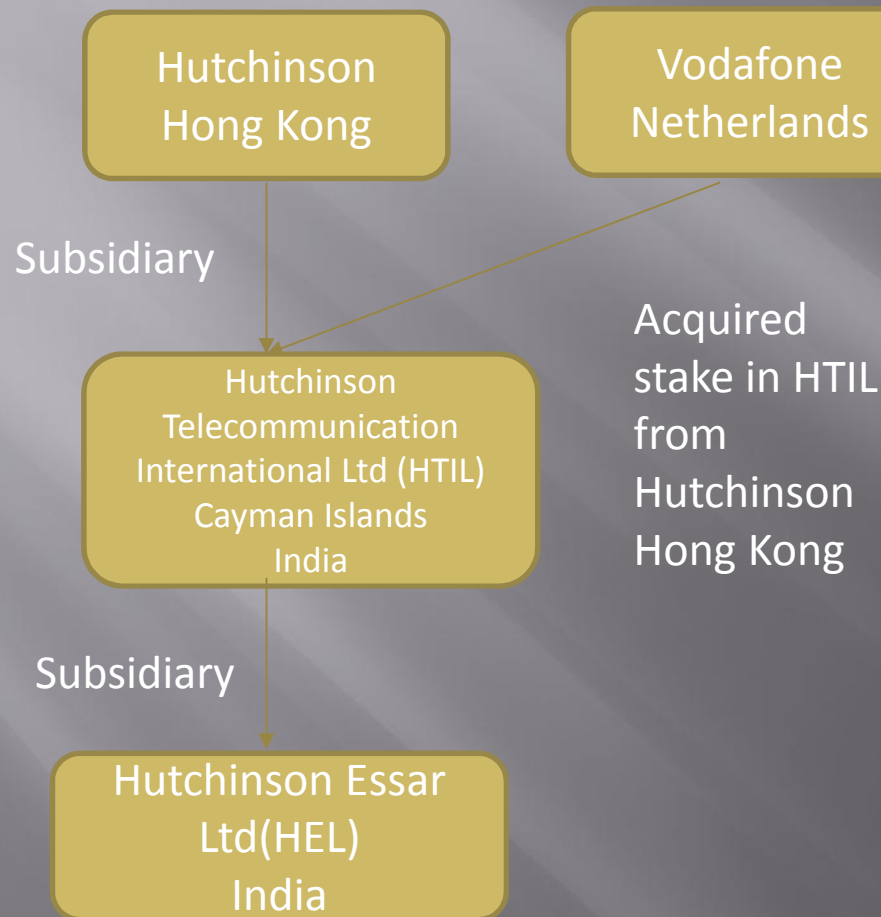 Hutchinson
Hong Kong
Vodafone
Netherlands
Subsidiary
Acquired
stake in HTIL
from
Hutchinson
Hong Kong
Hutchinson
Telecommunication
International Ltd (HTIL)
Cayman Islands
India
Subsidiary
Hutchinson Essar
Ltd(HEL)
India